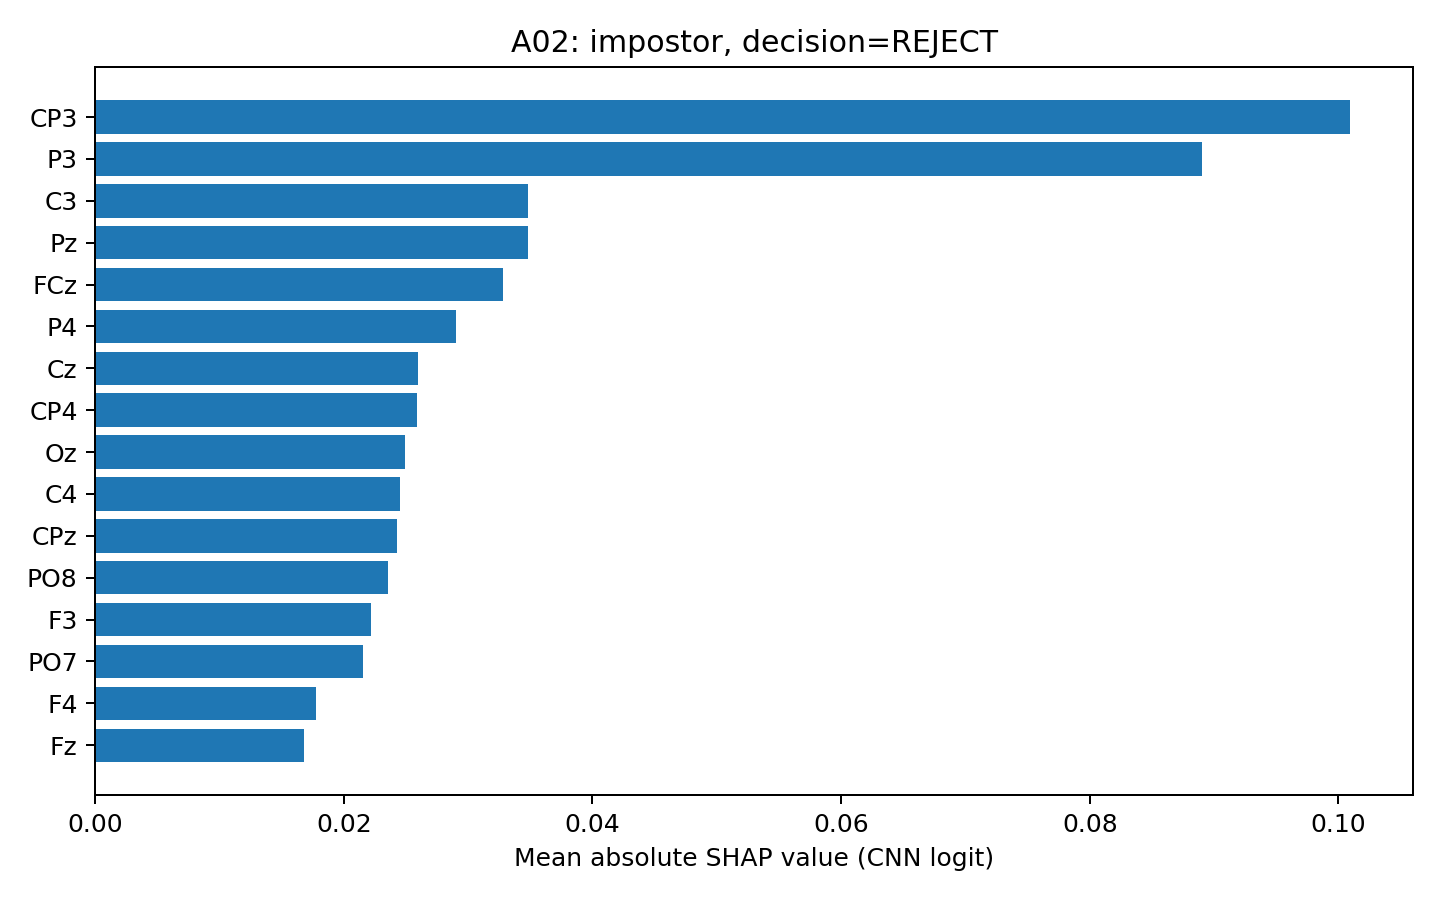 A02: impostor, decision=REJECT
CP3
P3
C3
Pz
FCz
P4
Cz
CP4
Oz
C4
CPz
PO8
F3
PO7
F4
Fz
0.00 0.02 0.04 0.06 0.08 0.10
Mean absolute SHAP value (CNN logit)